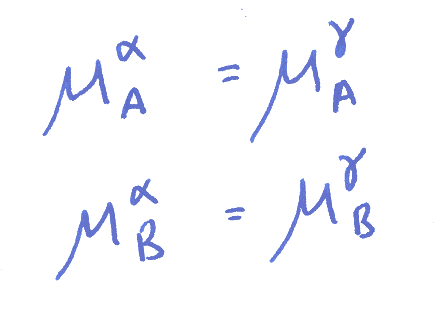 μ_A^α = μ_A^γ
μ_B^α = μ_B^γ